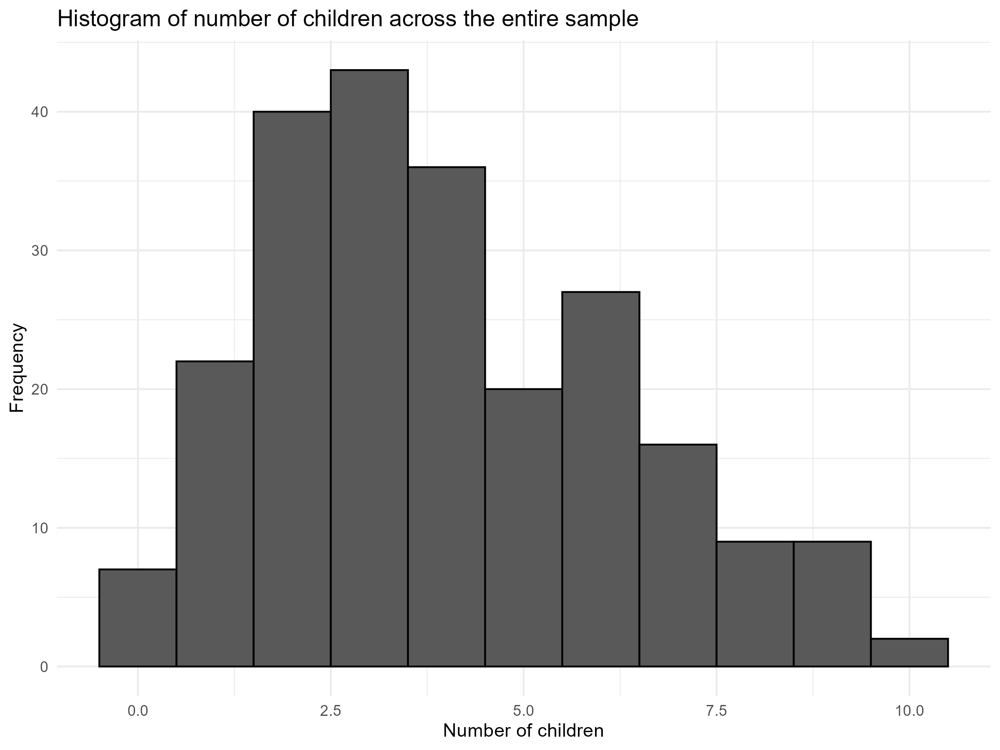 Histogram of number of children across the entire sample
Frequency
40
30
20
10
0
0.0 2.5 5.0 7.5 10.0
Number of children